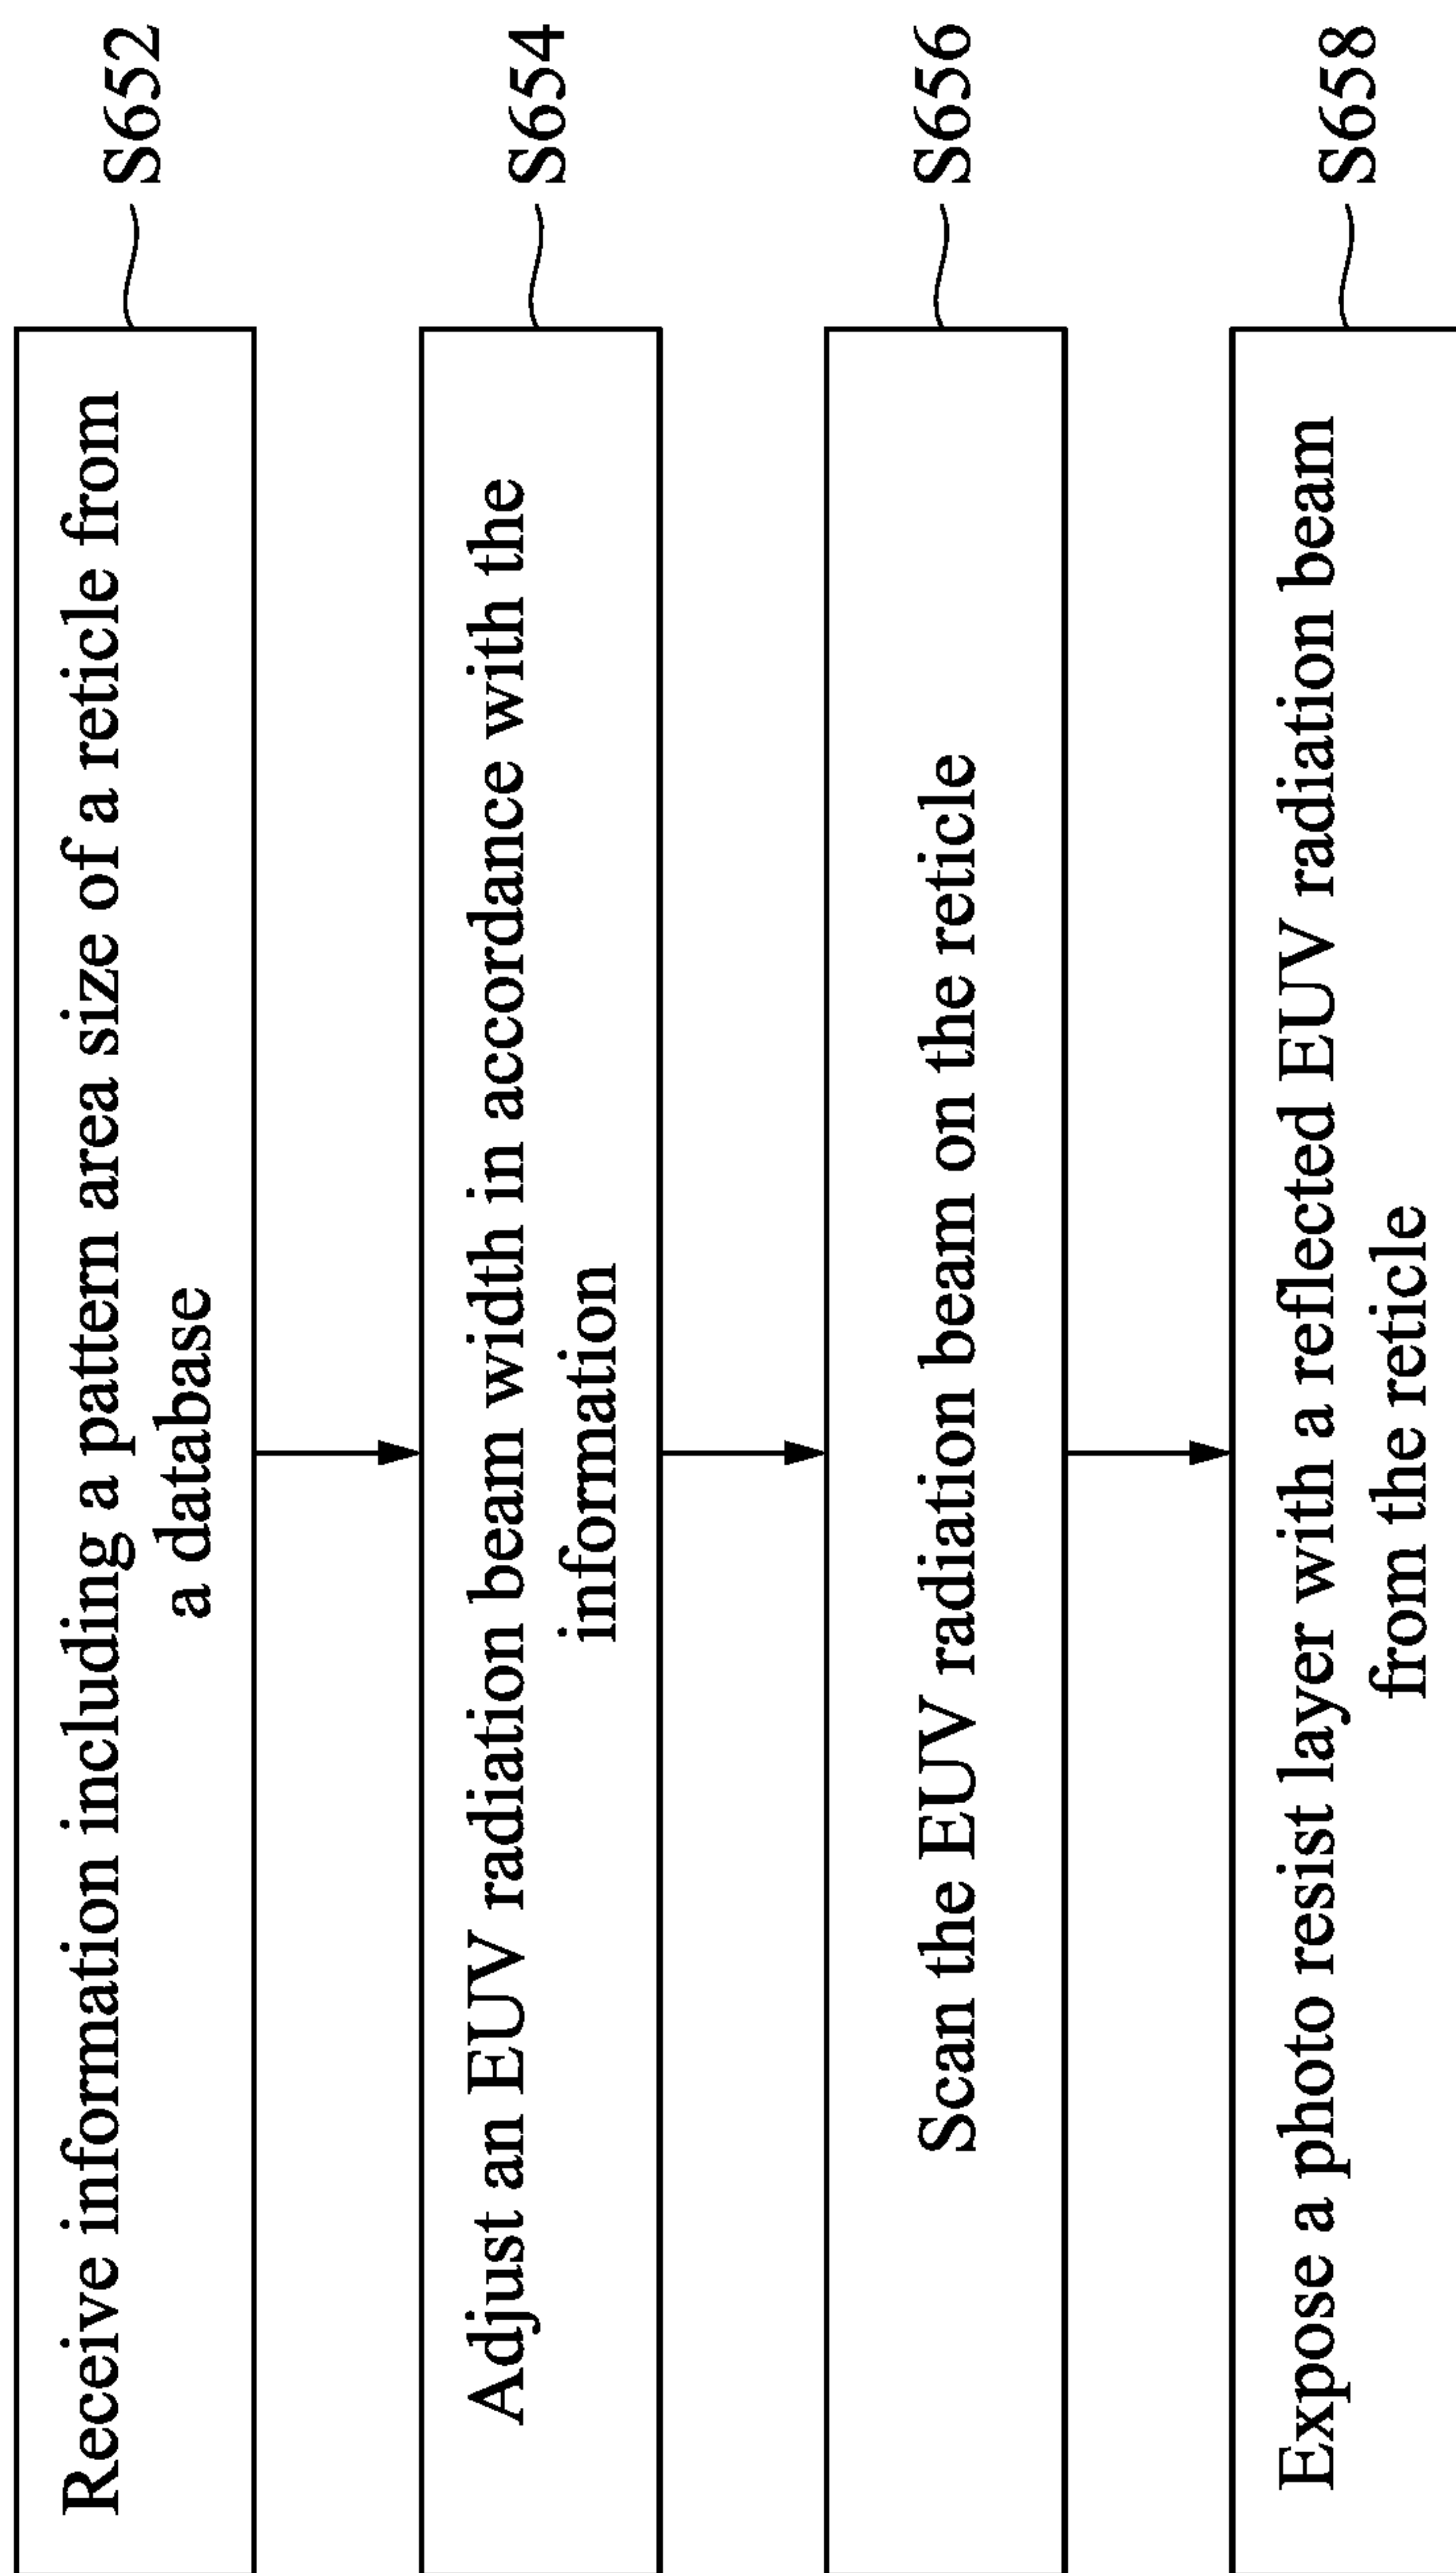 Receive information including a pattern area size of a reticle from
a database
S652
Adjust an EUV radiation beam width in accordance with the
information
S654
Scan the EUV radiation beam on the reticle
S656
Expose a photo resist layer with a reflected EUV radiation beam
from the reticle
S658